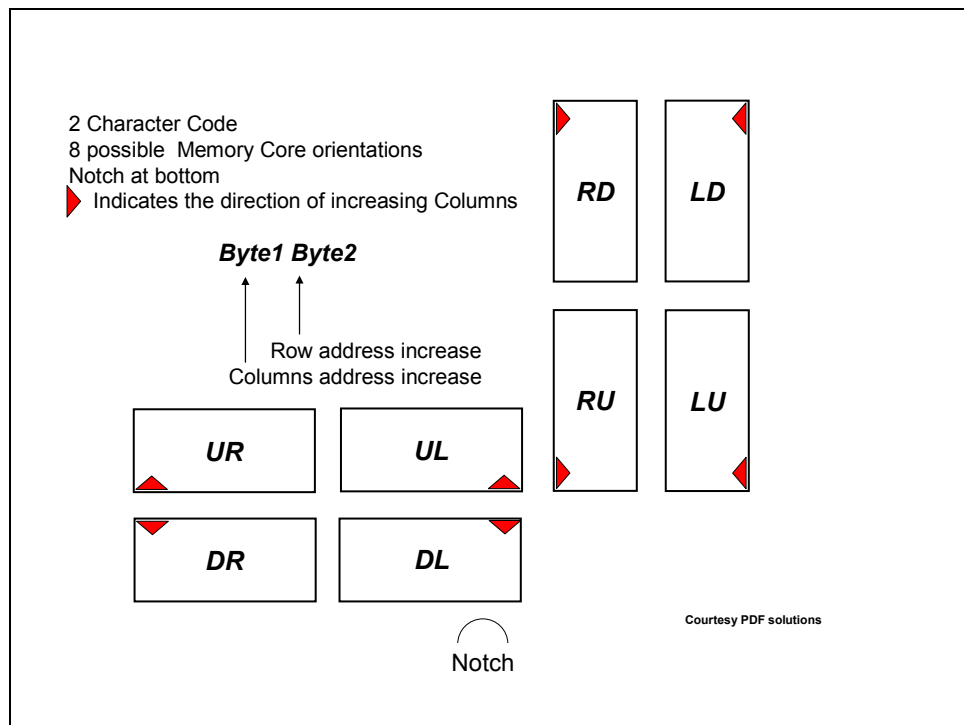 2 Character Code
8 possible Memory Core orientations
Notch at bottom
Indicates the direction of increasing Columns
Byte1 Byte2
Row address increase
Columns address increase
RD
LD
RU
LU
UR
UL
DR
DL
Courtesy PDF solutions
Notch